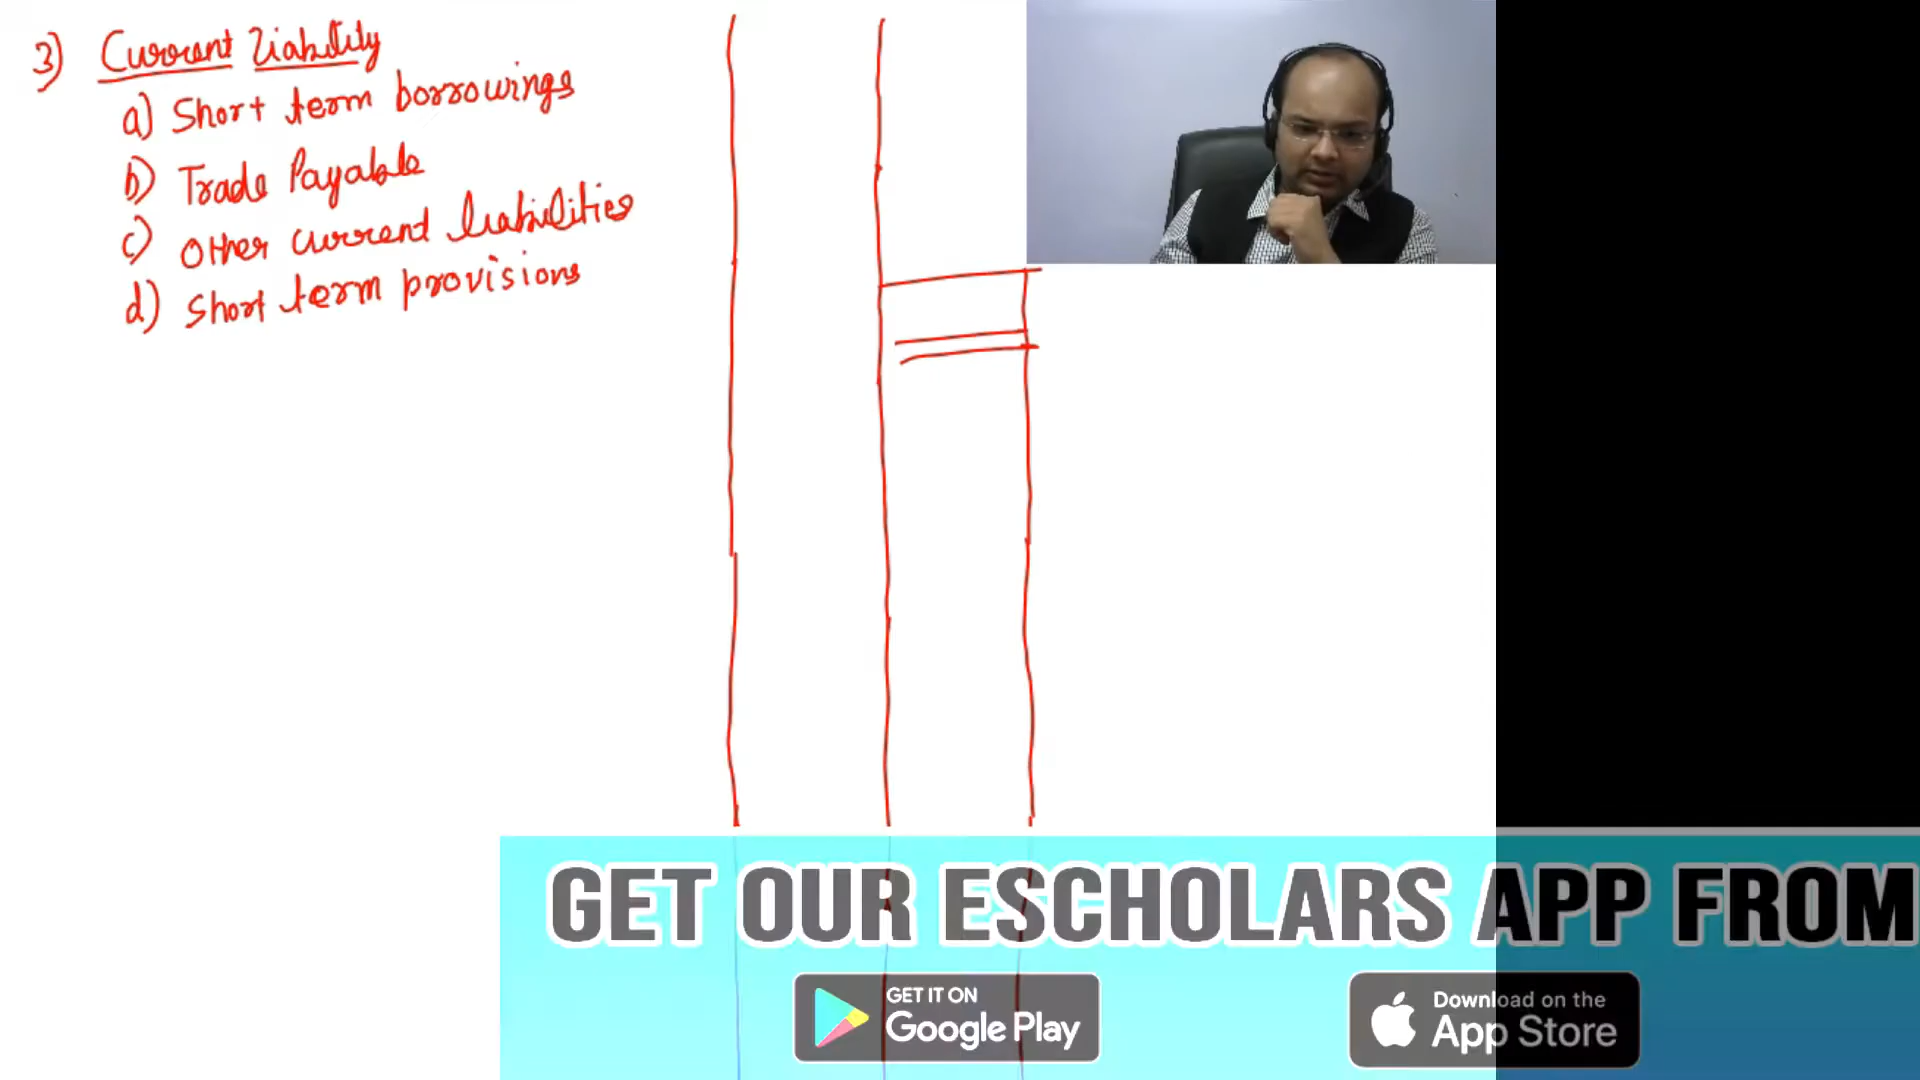 3) Current Liability
a) Short term borrowings
b) Trade Payable
c) Other current liabilities
d) Short term provisions
GET OUR ESCHOLARS APP FROM
GET IT ON
Google Play
Download on the
App Store